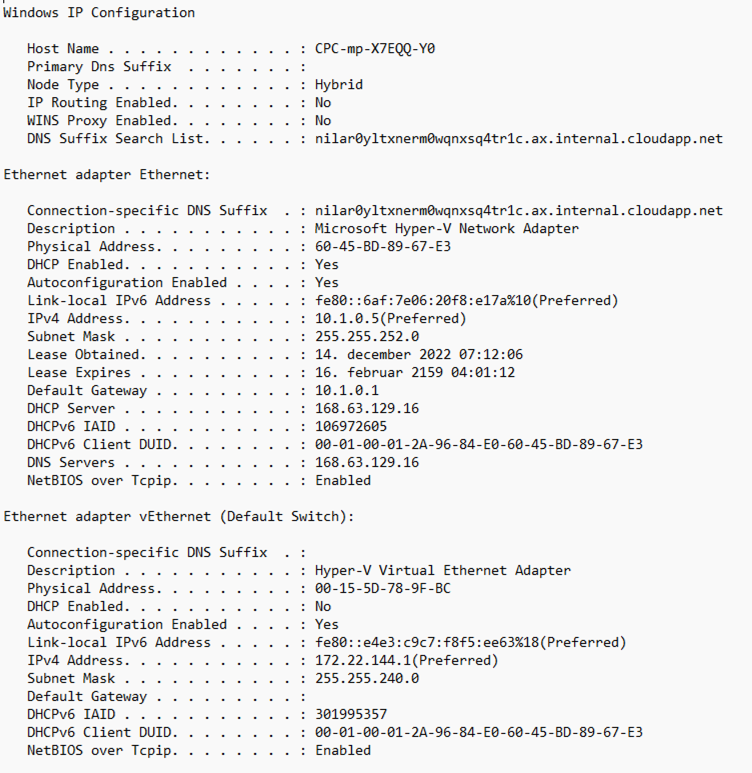 Windows IP Configuration
Host Name . . . . . . . . . . . . : CPC-mp-X7EQQ-Y0
Primary Dns Suffix  . . . . . . . :
Node Type . . . . . . . . . . . . : Hybrid
IP Routing Enabled. . . . . . . . : No
WINS Proxy Enabled. . . . . . . . : No
DNS Suffix Search List. . . . . . : nilar0yltxnerm0wqnxsq4tr1c.ax.internal.cloudapp.net
Ethernet adapter Ethernet:
Connection-specific DNS Suffix  . : nilar0yltxnerm0wqnxsq4tr1c.ax.internal.cloudapp.net
Description . . . . . . . . . . . : Microsoft Hyper-V Network Adapter
Physical Address. . . . . . . . . : 60-45-BD-89-67-E3
DHCP Enabled. . . . . . . . . . . : Yes
Autoconfiguration Enabled . . . . : Yes
Link-local IPv6 Address . . . . . : fe80::6af:7e06:20f8:e17a%10(Preferred)
IPv4 Address. . . . . . . . . . . : 10.1.0.5(Preferred)
Subnet Mask . . . . . . . . . . . : 255.255.252.0
Lease Obtained. . . . . . . . . . : 14. december 2022 07:12:06
Lease Expires . . . . . . . . . . : 16. februar 2159 04:01:12
Default Gateway . . . . . . . . . : 10.1.0.1
DHCP Server . . . . . . . . . . . : 168.63.129.16
DHCPv6 IAID . . . . . . . . . . . : 106972605
DHCPv6 Client DUID. . . . . . . . : 00-01-00-01-2A-96-84-E0-60-45-BD-89-67-E3
DNS Servers . . . . . . . . . . . : 168.63.129.16
NetBIOS over Tcpip. . . . . . . . : Enabled
Ethernet adapter vEthernet (Default Switch):
Connection-specific DNS Suffix  . :
Description . . . . . . . . . . . : Hyper-V Virtual Ethernet Adapter
Physical Address. . . . . . . . . : 00-15-5D-78-9F-BC
DHCP Enabled. . . . . . . . . . . : No
Autoconfiguration Enabled . . . . : Yes
Link-local IPv6 Address . . . . . : fe80::e4e3:c9c7:f8f5:ee63%18(Preferred)
IPv4 Address. . . . . . . . . . . : 172.22.144.1(Preferred)
Subnet Mask . . . . . . . . . . . : 255.255.240.0
Default Gateway . . . . . . . . . :
DHCPv6 IAID . . . . . . . . . . . : 301995357
DHCPv6 Client DUID. . . . . . . . : 00-01-00-01-2A-96-84-E0-60-45-BD-89-67-E3
NetBIOS over Tcpip. . . . . . . . : Enabled